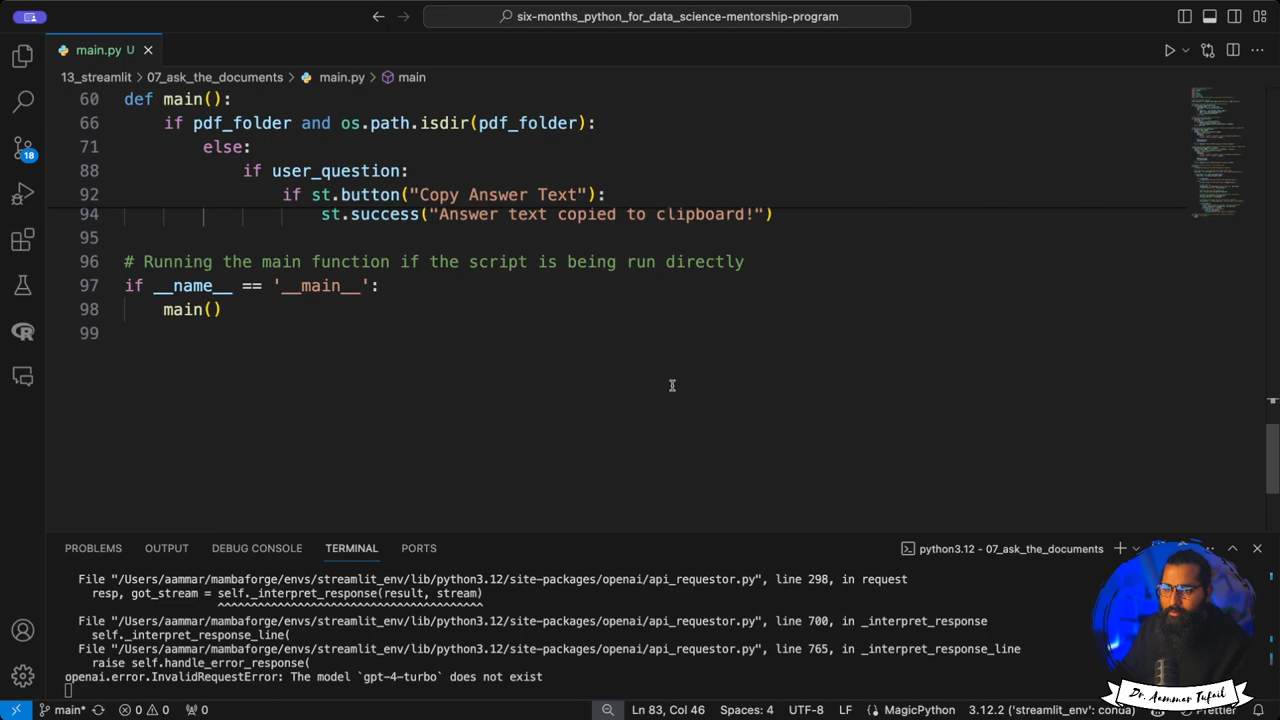 six-months_python_for_data_science-mentorship-program
main.py U
13_streamlit > 07_ask_the_documents > main.py > main
60 def main():
66 if pdf_folder and os.path.isdir(pdf_folder):
71 else:
88 if user_question:
92 if st.button("Copy Answer Text"):
94 st.success("Answer text copied to clipboard!")
95
96 # Running the main function if the script is being run directly
97 if __name__ == '__main__':
98 main()
99
18
R
PROBLEMS OUTPUT DEBUG CONSOLE TERMINAL PORTS
python3.12 - 07_ask_the_documents
File "/Users/aammar/mambaforge/envs/streamlit_env/lib/python3.12/site-packages/openai/api_requestor.py", line 298, in request
resp, got_stream = self._interpret_response(result, stream)
^^^^^^^^^^^^^^^^^^^^^^^^^^^^^^^^^^^^^^^^
File "/Users/aammar/mambaforge/envs/streamlit_env/lib/python3.12/site-packages/openai/api_requestor.py", line 700, in _interpret_response
self._interpret_response_line(
File "/Users/aammar/mambaforge/envs/streamlit_env/lib/python3.12/site-packages/openai/api_requestor.py", line 765, in _interpret_response_line
raise self.handle_error_response(
openai.error.InvalidRequestError: The model `gpt-4-turbo` does not exist
Dr. Aammar Tufail
main* 0 0 0 Ln 83, Col 46 Spaces: 4 UTF-8 LF MagicPython 3.12.2 ('streamlit_env': conda) Prettier